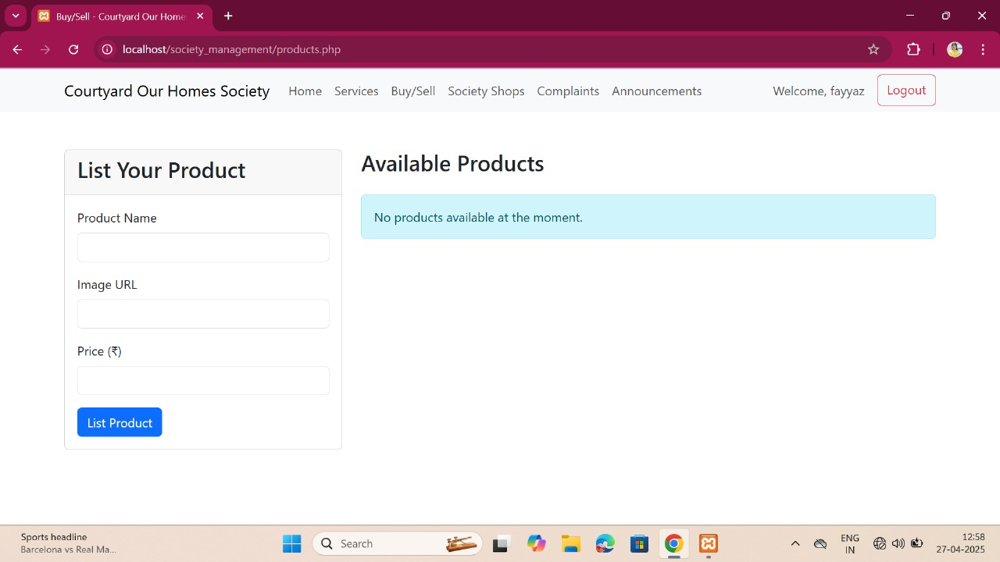 Buy/Sell - Courtyard Our Home
localhost/society_management/products.php
Courtyard Our Homes Society Home Services Buy/Sell Society Shops Complaints Announcements Welcome, fayyaz Logout
List Your Product
Product Name
Image URL
Price (₹)
List Product
Available Products
No products available at the moment.
Sports headline
Barcelona vs Real Ma...
Search
ENG
IN
12:58
27-04-2025